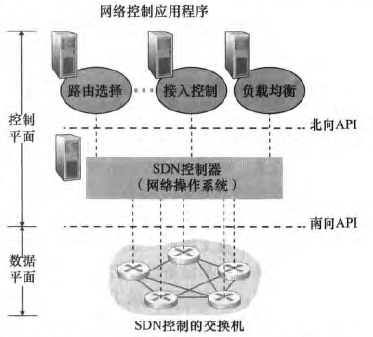 网络控制应用程序
路由选择
接入控制
负载均衡
控制
平面
北向API
SDN控制器
（网络操作系统）
南向API
数据
平面
SDN控制的交换机